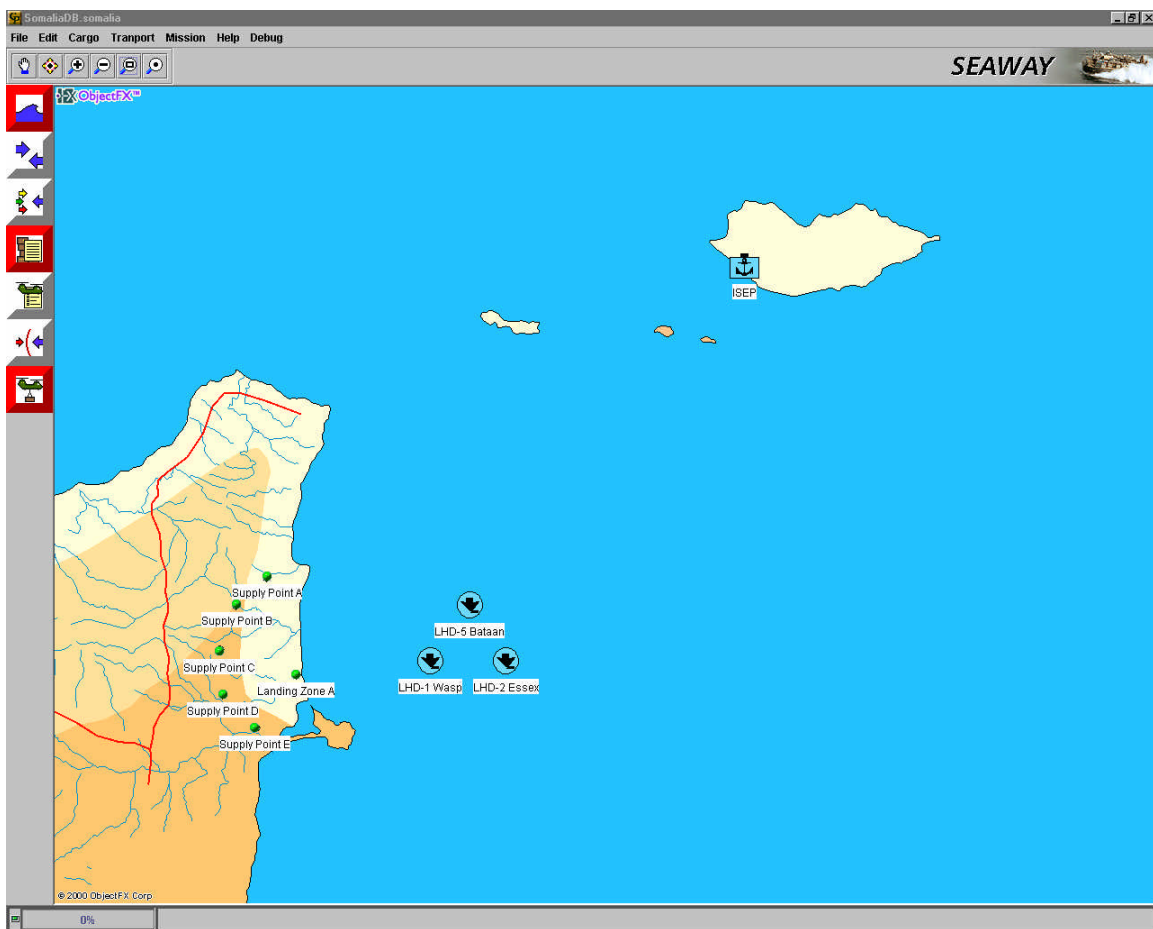 SomaliaDB.somalia
File Edit Cargo Tranport Mission Help Debug
SEAWAY
ObjectFX™
ISEP
Supply Point A
Supply Point B
LHD-5 Bataan
Supply Point C
LHD-1 Wasp
LHD-2 Essex
Landing Zone A
Supply Point D
Supply Point E
© 2000 ObjectFX Corp
0%